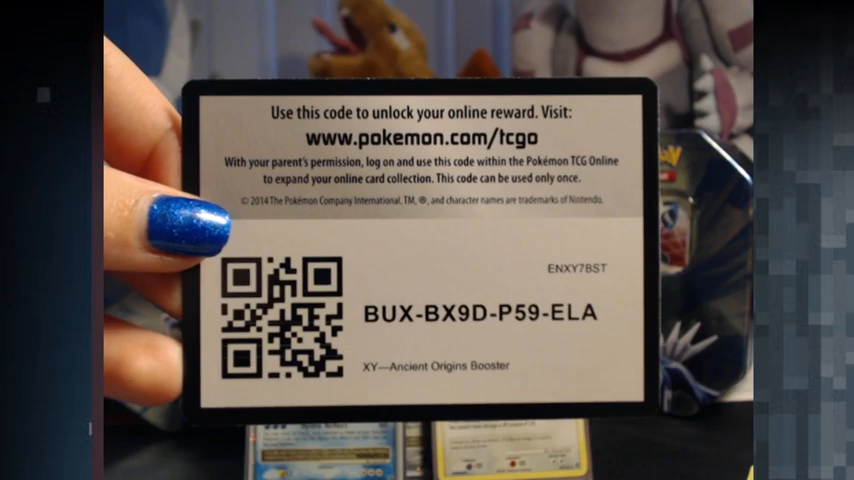 Use this code to unlock your online reward. Visit:
www.pokemon.com/tcgo
With your parent's permission, log on and use this code within the Pokémon TCG Online
to expand your online card collection. This code can be used only once.
© 2014 The Pokémon Company International. TM, ®, and character names are trademarks of Nintendo.
ENXY7BST
BUX-BX9D-P59-ELA
XY—Ancient Origins Booster